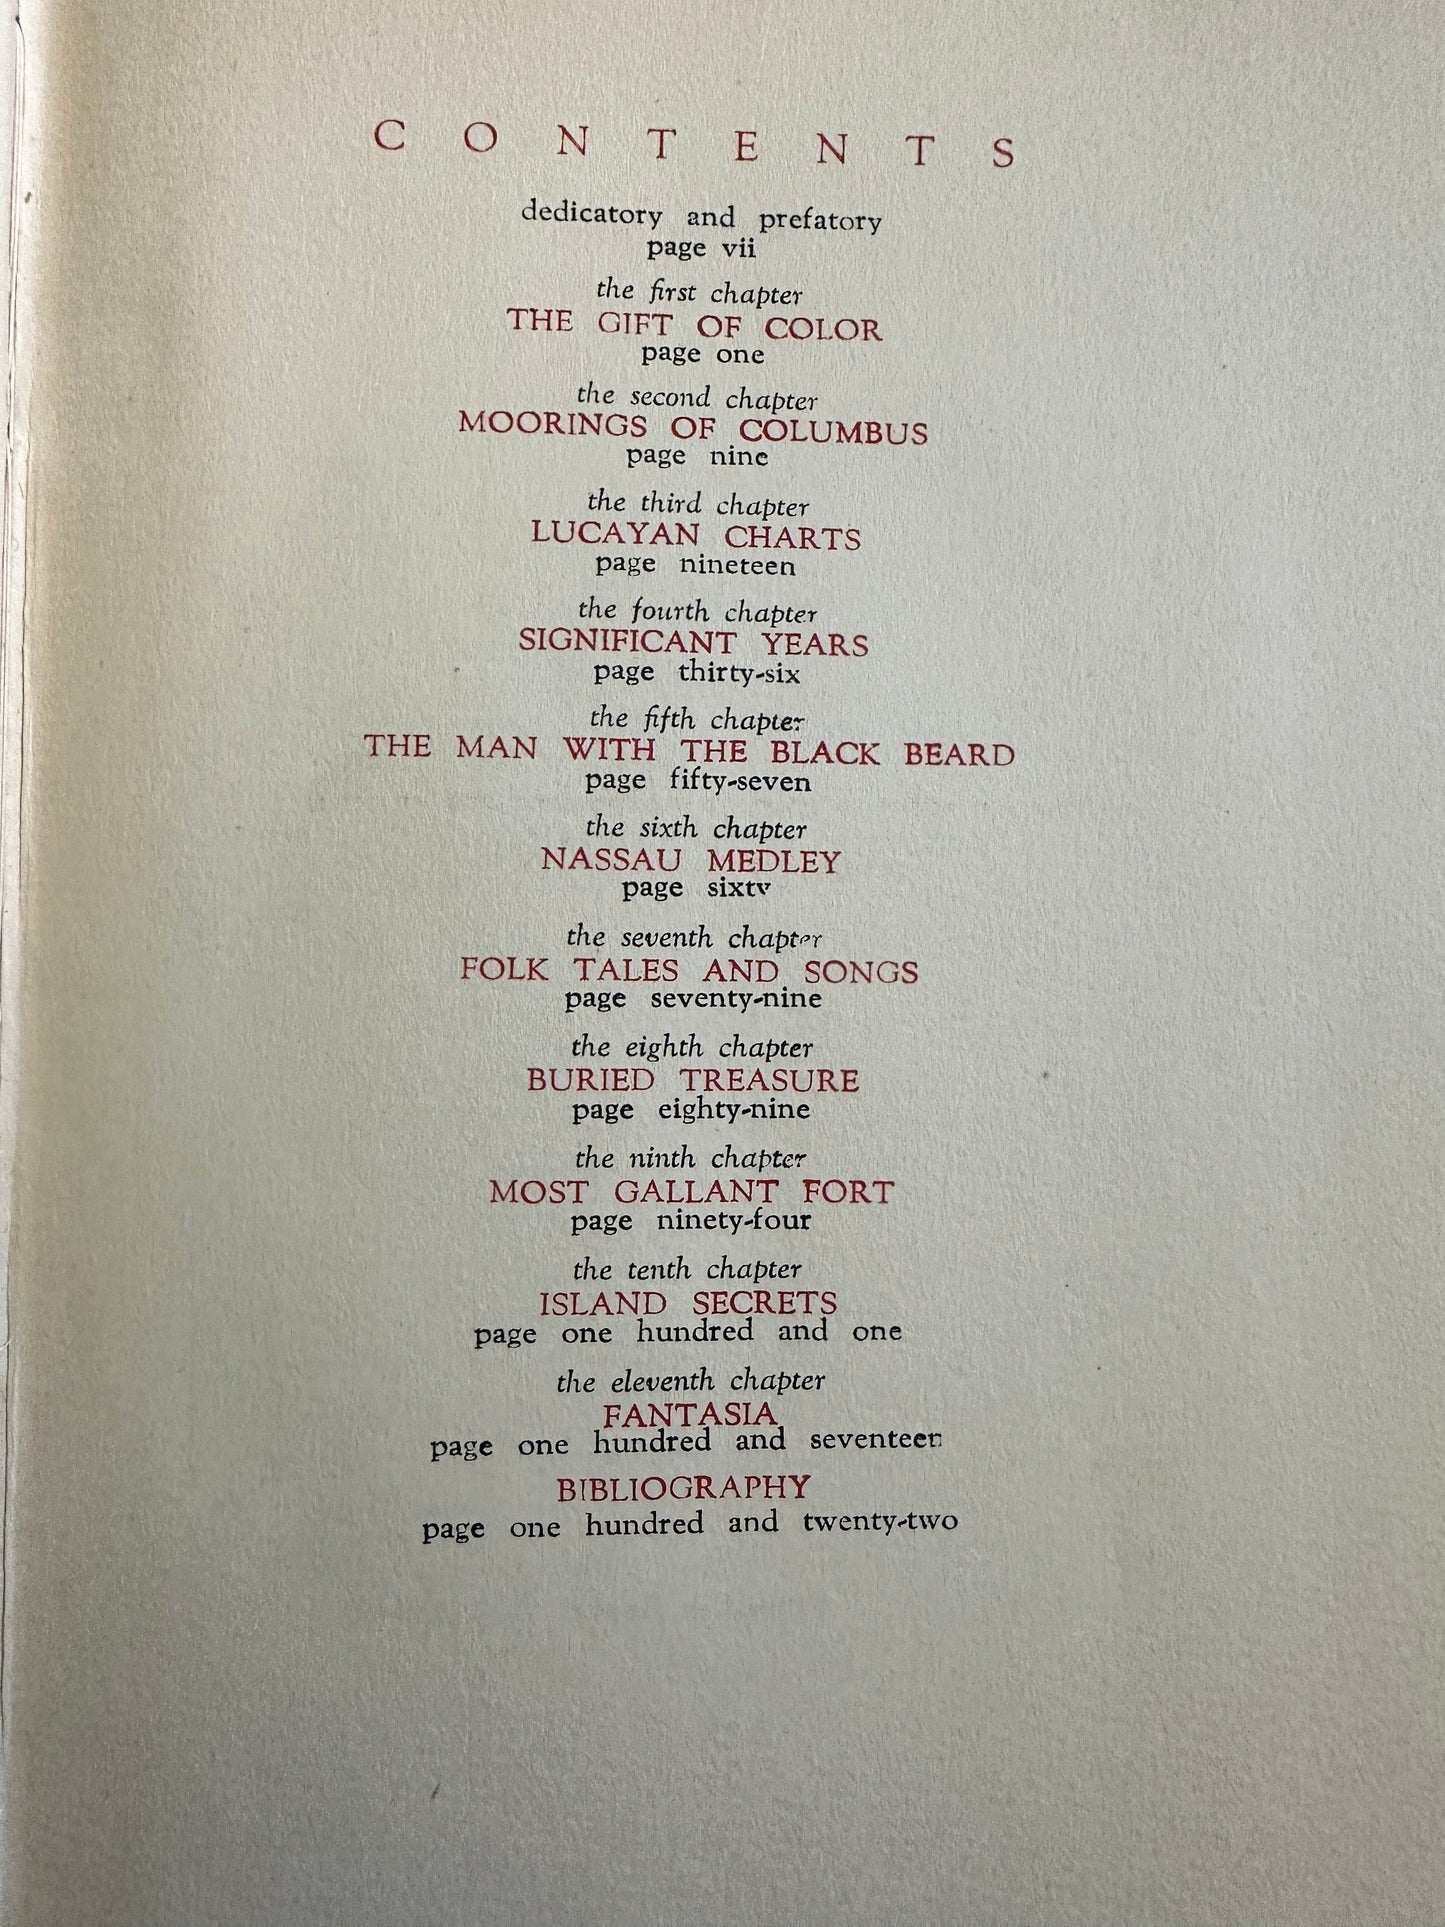 CONTENTS
dedicatory and prefatory
page vii
the first chapter
THE GIFT OF COLOR
page one
the second chapter
MOORINGS OF COLUMBUS
page nine
the third chapter
LUCAYAN CHARTS
page nineteen
the fourth chapter
SIGNIFICANT YEARS
page thirty-six
the fifth chapter
THE MAN WITH THE BLACK BEARD
page fifty-seven
the sixth chapter
NASSAU MEDLEY
page sixty
the seventh chapter
FOLK TALES AND SONGS
page seventy-nine
the eighth chapter
BURIED TREASURE
page eighty-nine
the ninth chapter
MOST GALLANT FORT
page ninety-four
the tenth chapter
ISLAND SECRETS
page one hundred and one
the eleventh chapter
FANTASIA
page one hundred and seventeen
BIBLIOGRAPHY
page one hundred and twenty-two